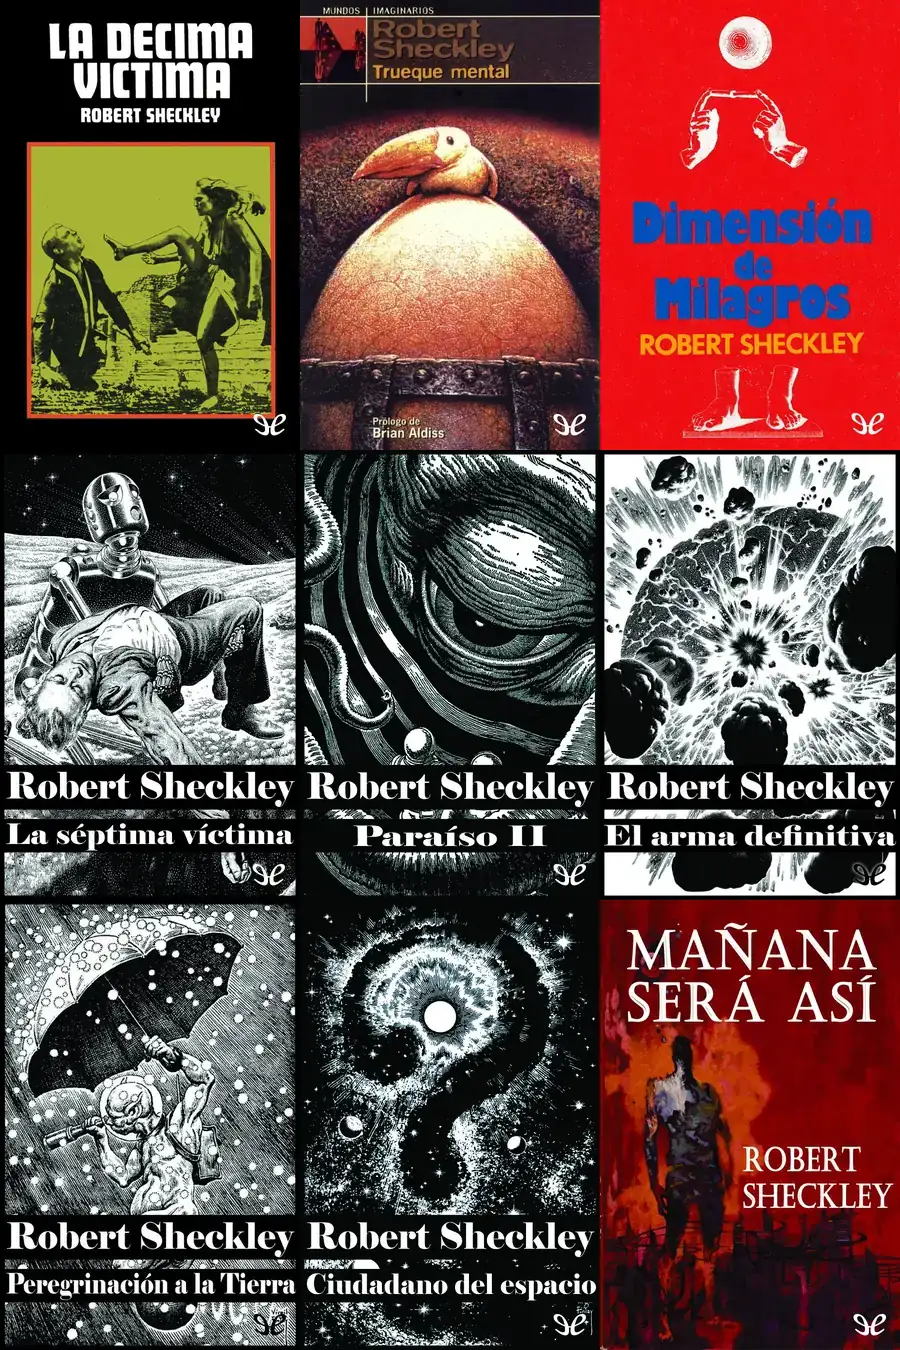 LA DECIMA
VICTIMA
ROBERT SHECKLEY
MUNDOS IMAGINARIOS
Robert
Sheckley
Trueque mental
Prólogo de
Brian Aldiss
Dimensión
de
Milagros
ROBERT SHECKLEY
Robert Sheckley
La séptima víctima
Robert Sheckley
Paraíso II
Robert Sheckley
El arma definitiva
Robert Sheckley
Peregrinación a la Tierra
Robert Sheckley
Ciudadano del espacio
MAÑANA
SERÁ ASÍ
ROBERT
SHECKLEY